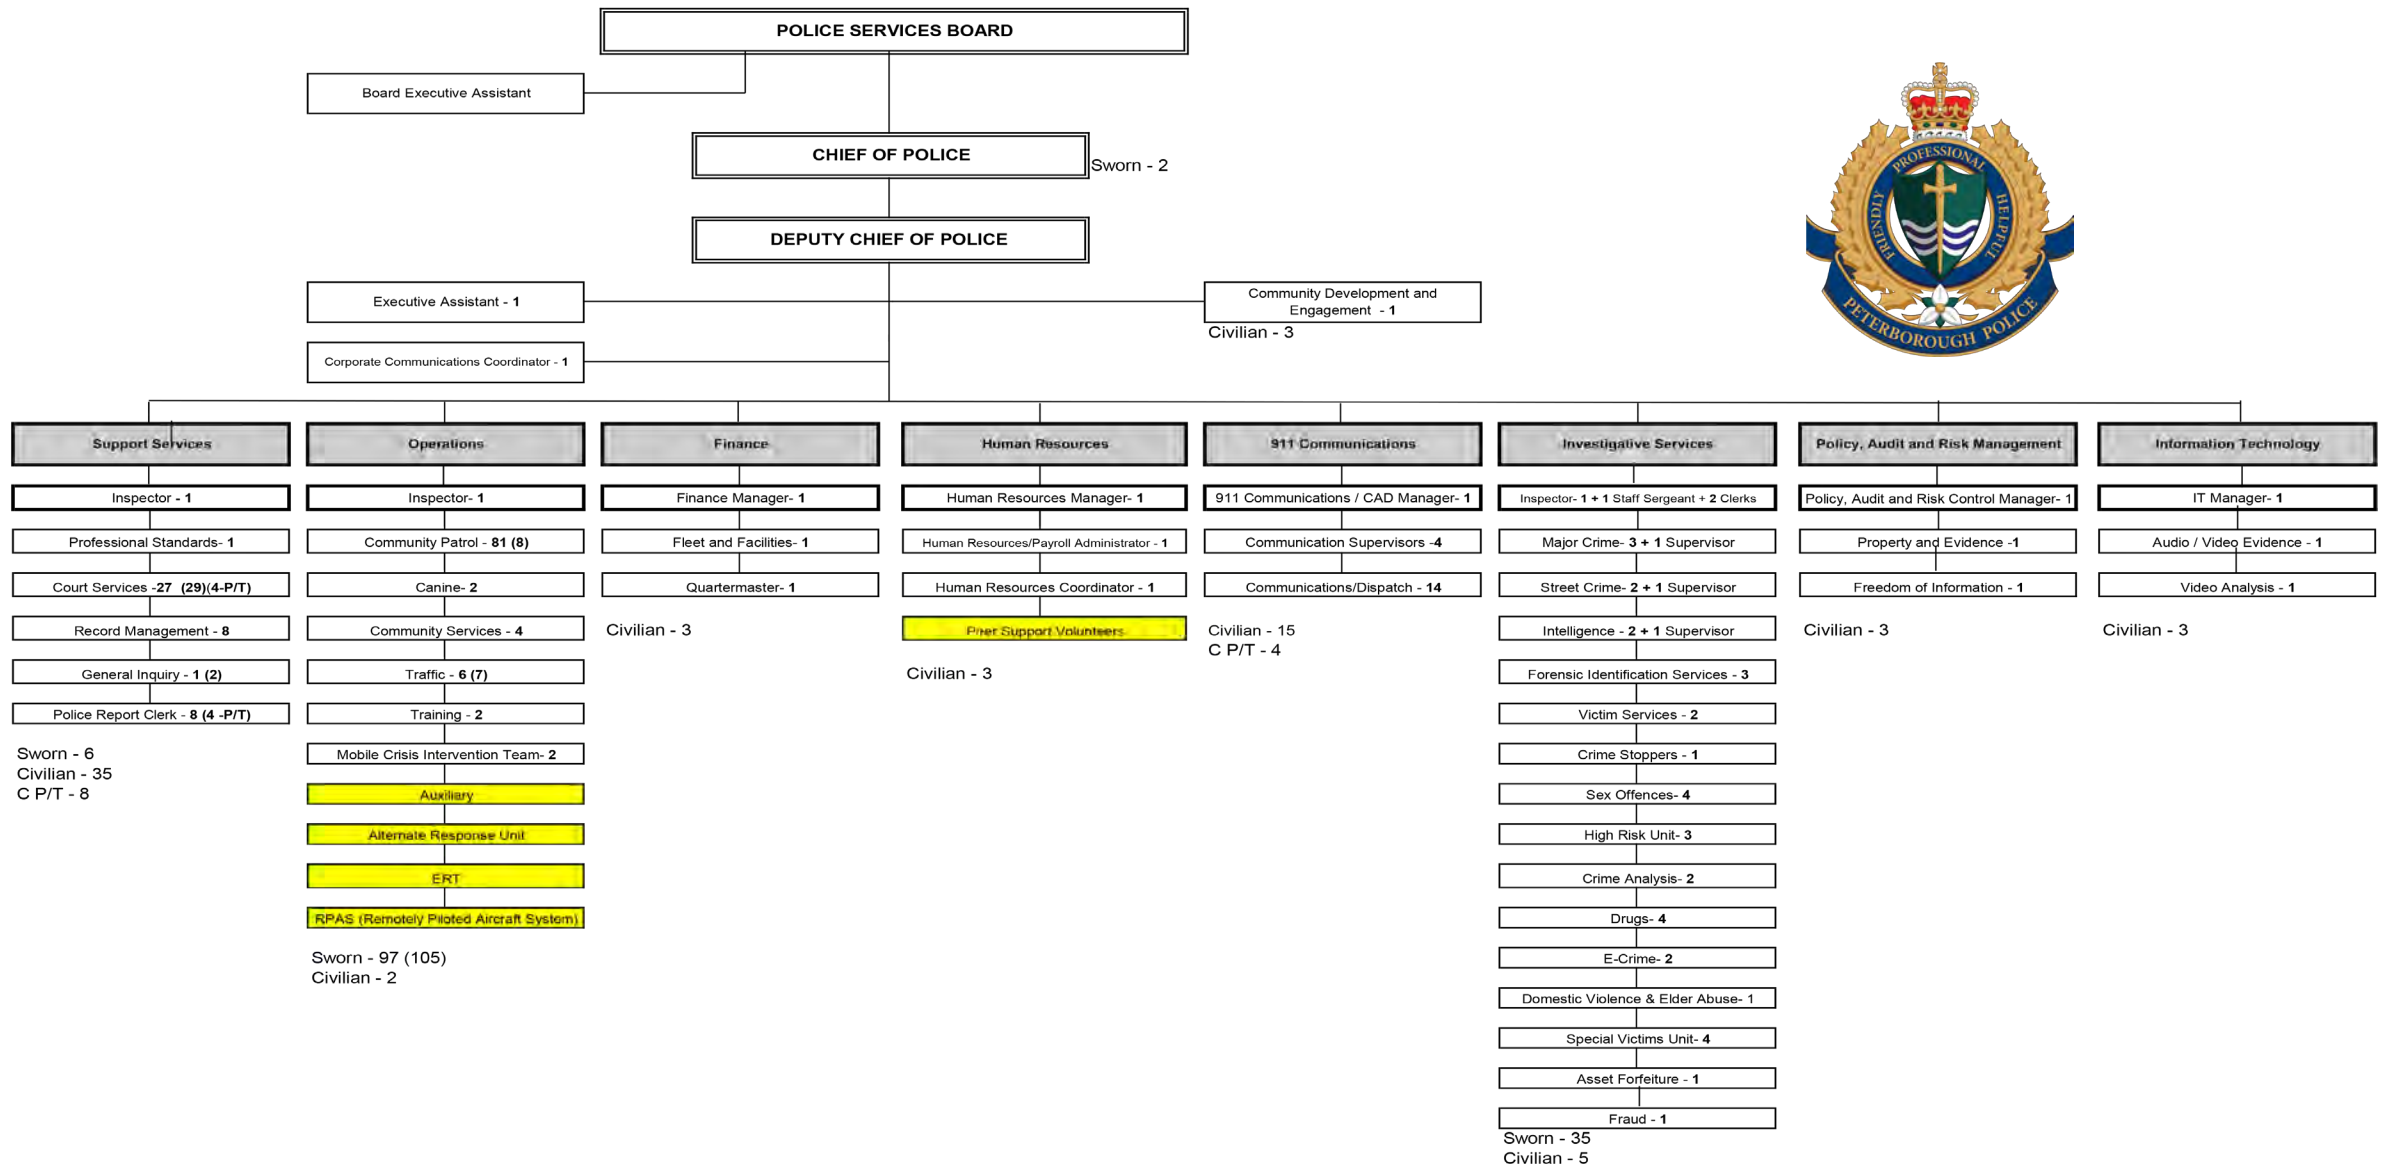 POLICE SERVICES BOARD
Board Executive Assistant
CHIEF OF POLICE
Sworn - 2
DEPUTY CHIEF OF POLICE
Executive Assistant - 1
Community Development and
Engagement - 1
Civilian - 3
Corporate Communications Coordinator - 1
FRIENDLY PROFESSIONAL HELPFUL
PETERBOROUGH POLICE
Support Services
Inspector - 1
Professional Standards- 1
Court Services -27 (29)(4-P/T)
Record Management - 8
General Inquiry - 1 (2)
Police Report Clerk - 8 (4 -P/T)
Sworn - 6
Civilian - 35
C P/T - 8
Operations
Inspector- 1
Community Patrol - 81 (8)
Canine- 2
Community Services - 4
Traffic - 6 (7)
Training - 2
Mobile Crisis Intervention Team- 2
Auxiliary
Alternate Response Unit
ERT
RPAS (Remotely Piloted Aircraft System)
Sworn - 97 (105)
Civilian - 2
Finance
Finance Manager- 1
Fleet and Facilities- 1
Quartermaster- 1
Civilian - 3
Human Resources
Human Resources Manager- 1
Human Resources/Payroll Administrator - 1
Human Resources Coordinator - 1
Peer Support Volunteers
Civilian - 3
911 Communications
911 Communications / CAD Manager- 1
Communication Supervisors -4
Communications/Dispatch - 14
Civilian - 15
C P/T - 4
Investigative Services
Inspector- 1 + 1 Staff Sergeant + 2 Clerks
Major Crime- 3 + 1 Supervisor
Street Crime- 2 + 1 Supervisor
Intelligence - 2 + 1 Supervisor
Forensic Identification Services - 3
Victim Services - 2
Crime Stoppers - 1
Sex Offences- 4
High Risk Unit- 3
Crime Analysis- 2
Drugs- 4
E-Crime- 2
Domestic Violence & Elder Abuse- 1
Special Victims Unit- 4
Asset Forfeiture - 1
Fraud - 1
Sworn - 35
Civilian - 5
Policy, Audit and Risk Management
Policy, Audit and Risk Control Manager- 1
Property and Evidence -1
Freedom of Information - 1
Civilian - 3
Information Technology
IT Manager- 1
Audio / Video Evidence - 1
Video Analysis - 1
Civilian - 3